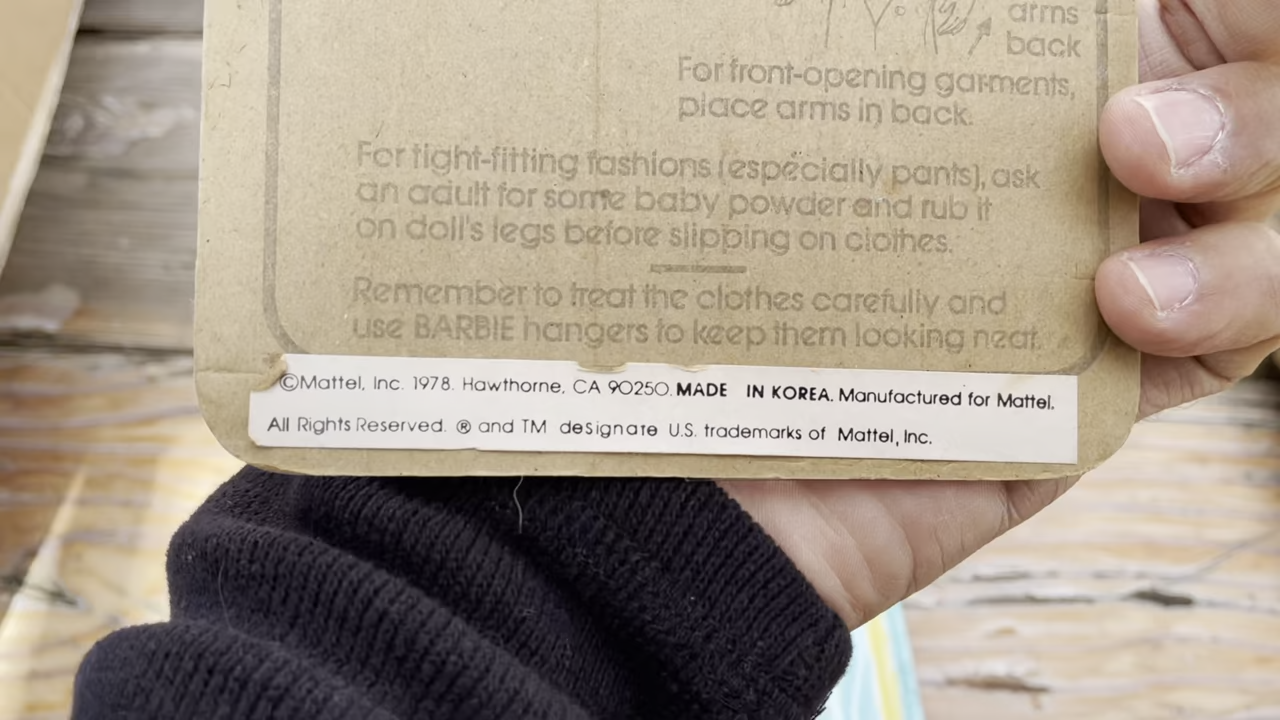 arms
back
For front-opening garments,
place arms in back.
For tight-fitting fashions (especially pants), ask
an adult for some baby powder and rub it
on doll's legs before slipping on clothes.
Remember to treat the clothes carefully and
use BARBIE hangers to keep them looking neat.
©Mattel, Inc. 1978. Hawthorne, CA 90250. MADE IN KOREA. Manufactured for Mattel.
All Rights Reserved. ® and TM designate U.S. trademarks of Mattel, Inc.